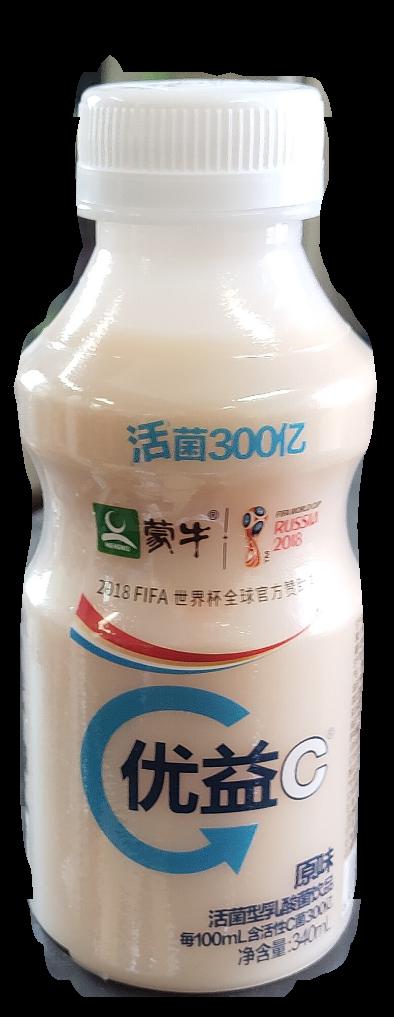 活菌300亿
MENGNIU
蒙牛®
FIFA WORLD CUP
RUSSIA
2018
2018 FIFA 世界杯全球官方赞助
优益C®
原味
活菌型乳酸菌饮品
每100mL含活性C菌300亿
净含量:340mL